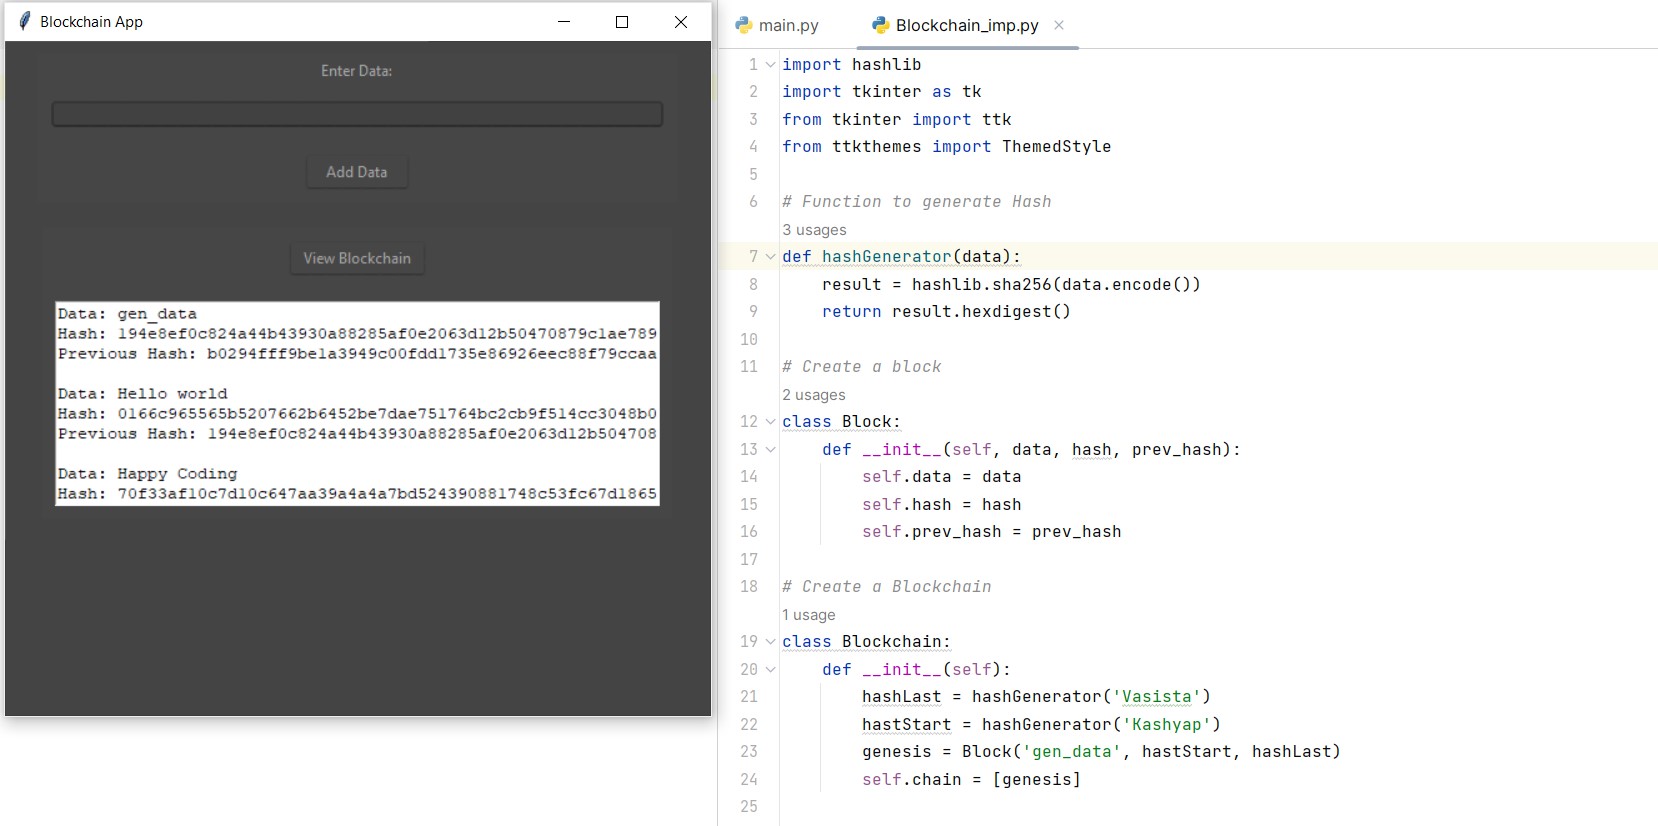 Blockchain App
Enter Data:
Add Data
View Blockchain
Data: gen_data
Hash: 194e8ef0c824a44b43930a88285af0e2063d12b50470879c1ae789
Previous Hash: b0294fff9be1a3949c00fdd1735e86926eec88f79ccaa
Data: Hello world
Hash: 0166c965565b5207662b6452be7dae751764bc2cb9f514cc3048b0
Previous Hash: 194e8ef0c824a44b43930a88285af0e2063d12b504708
Data: Happy Coding
Hash: 70f33af10c7d10c647aa39a4a4a7bd524390881748c53fc67d1865
main.py
Blockchain_imp.py
1 import hashlib
2 import tkinter as tk
3 from tkinter import ttk
4 from ttkthemes import ThemedStyle
5
6 # Function to generate Hash
3 usages
7 def hashGenerator(data):
8     result = hashlib.sha256(data.encode())
9     return result.hexdigest()
10
11 # Create a block
2 usages
12 class Block:
13     def __init__(self, data, hash, prev_hash):
14         self.data = data
15         self.hash = hash
16         self.prev_hash = prev_hash
17
18 # Create a Blockchain
1 usage
19 class Blockchain:
20     def __init__(self):
21         hashLast = hashGenerator('Vasista')
22         hastStart = hashGenerator('Kashyap')
23         genesis = Block('gen_data', hastStart, hashLast)
24         self.chain = [genesis]
25